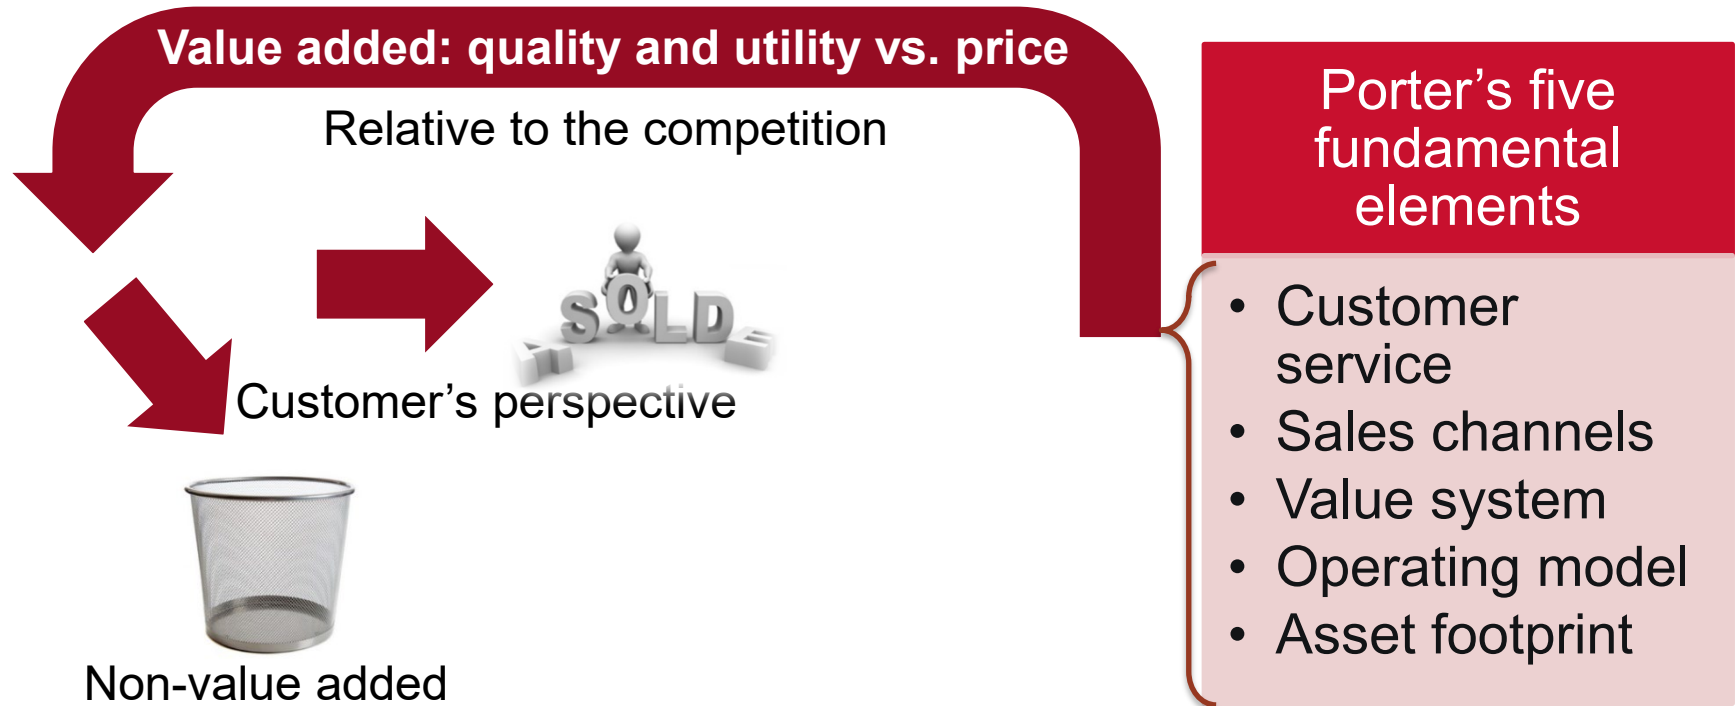 Value added: quality and utility vs. price
Relative to the competition
A SOLD E
Customer’s perspective
Non-value added
Porter’s five
fundamental
elements
• Customer
service
• Sales channels
• Value system
• Operating model
• Asset footprint